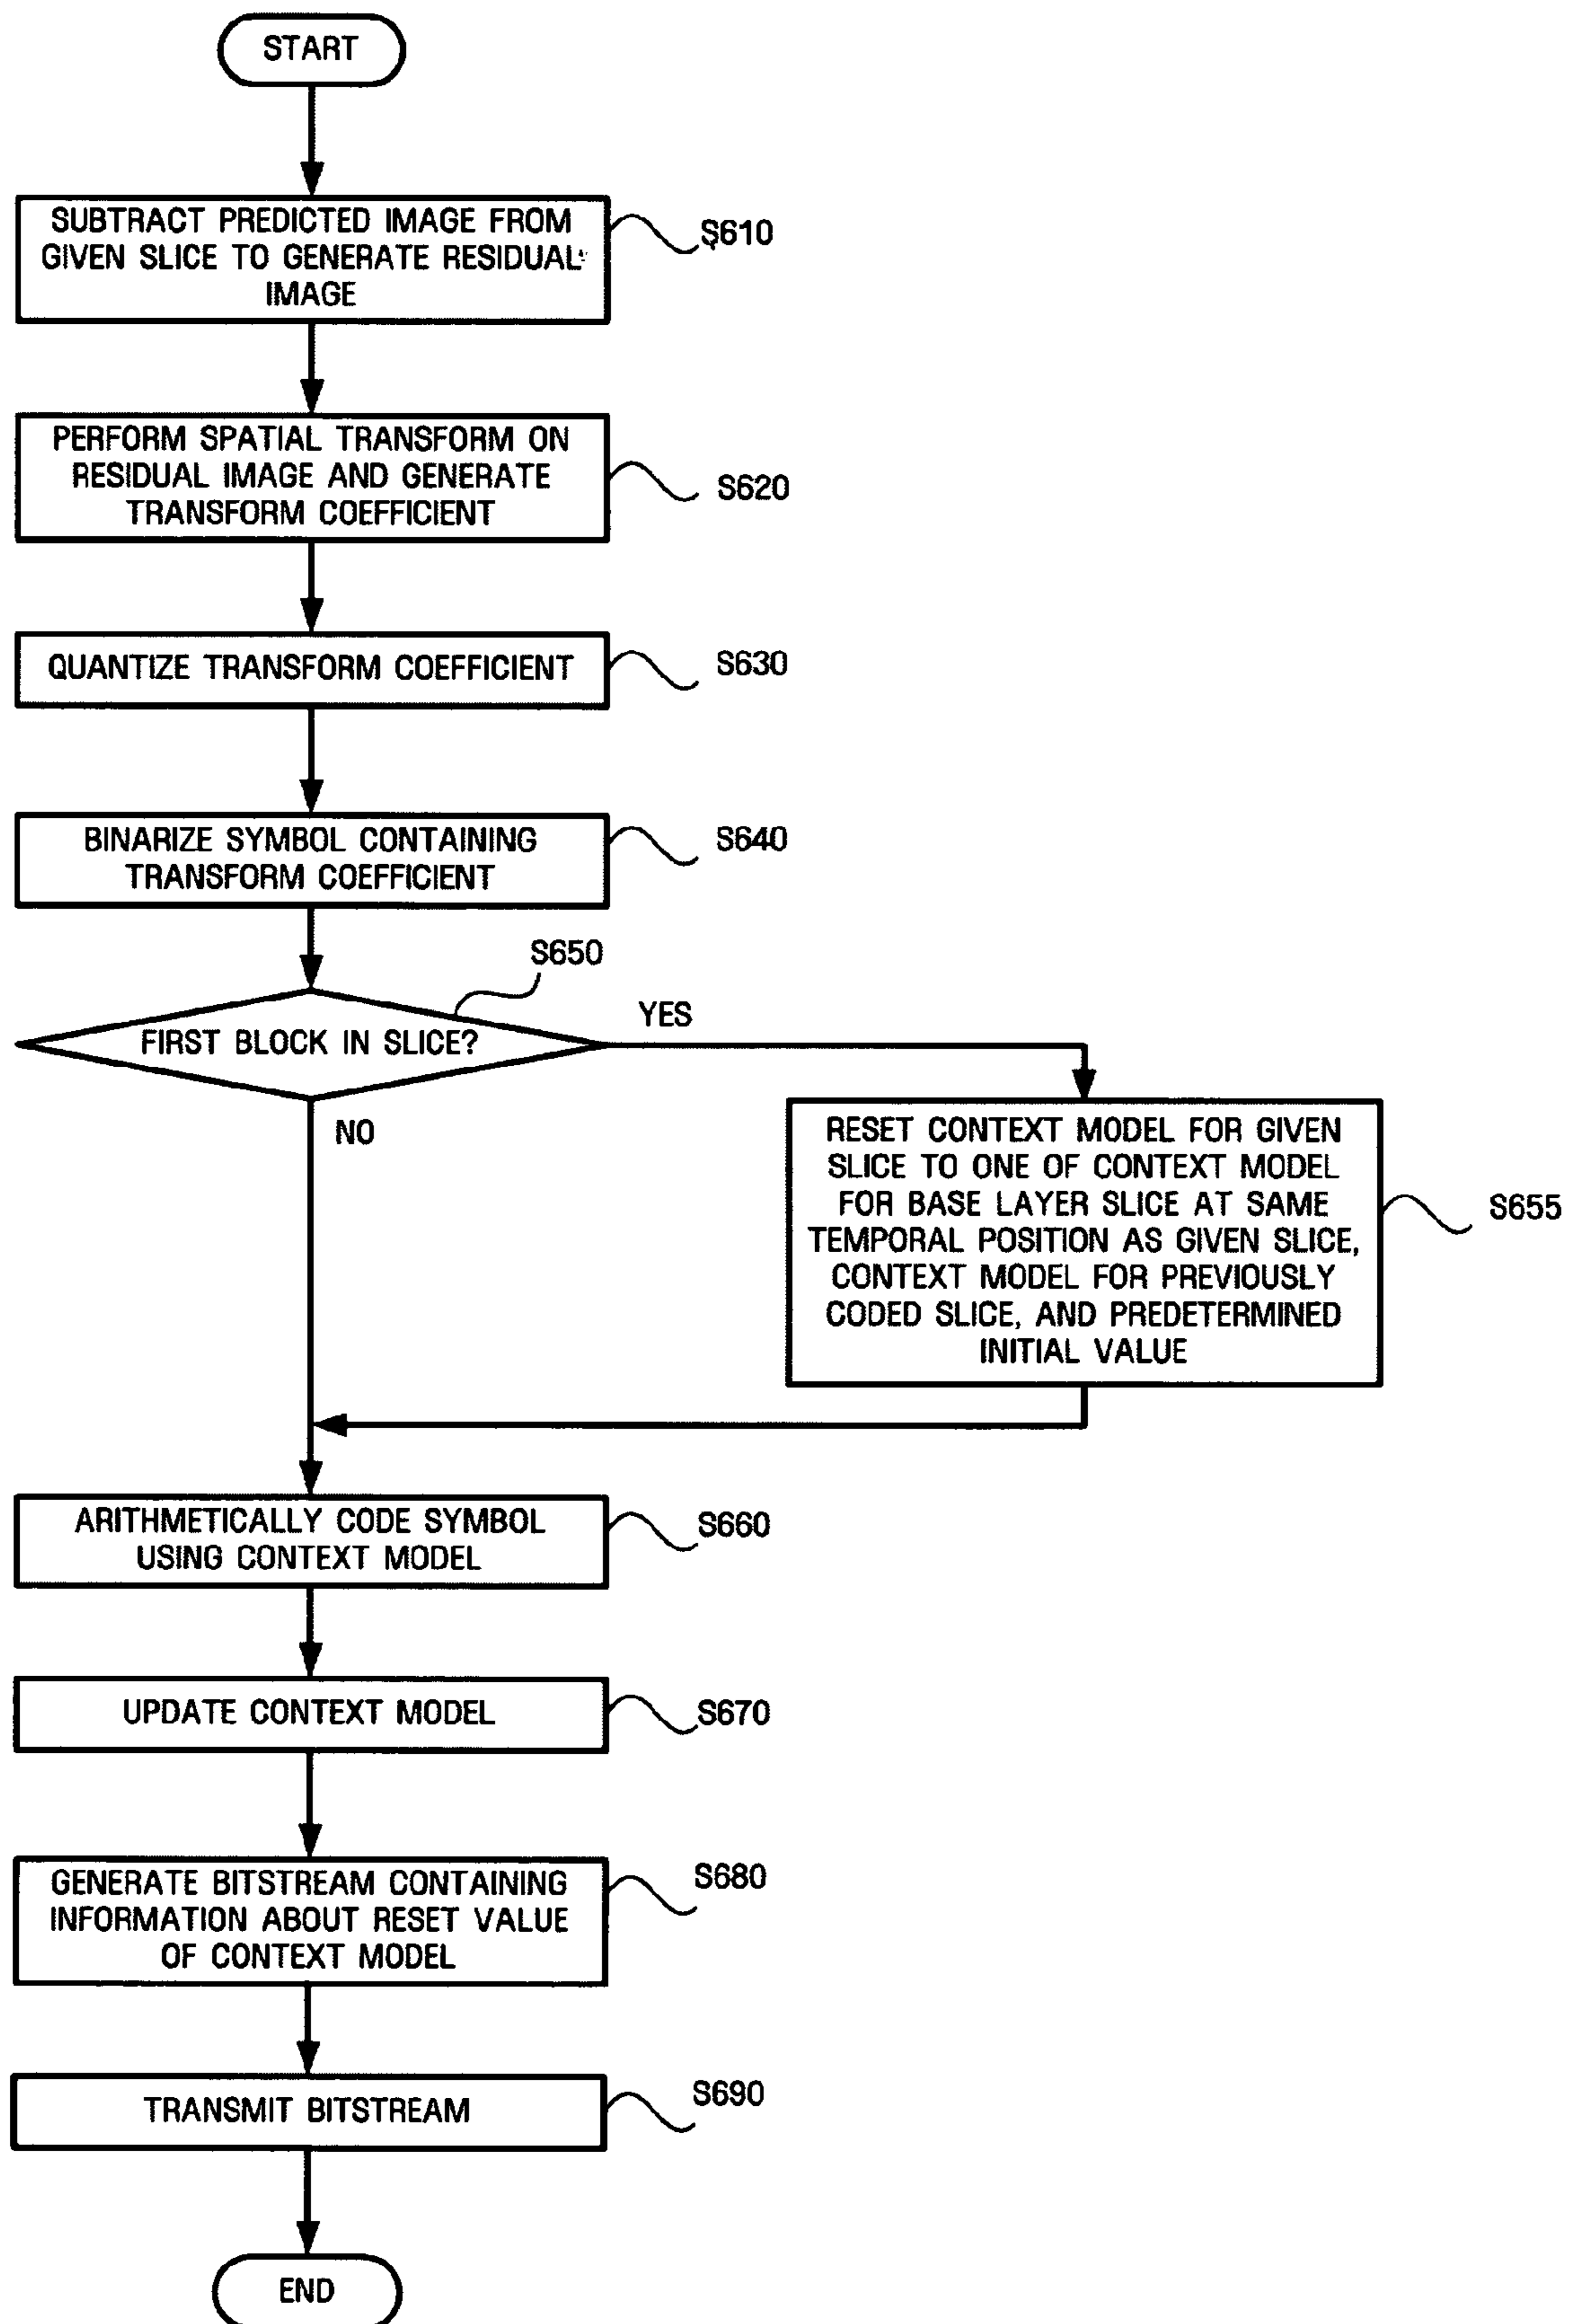 START
SUBTRACT PREDICTED IMAGE FROM
GIVEN SLICE TO GENERATE RESIDUAL
IMAGE
S610
PERFORM SPATIAL TRANSFORM ON
RESIDUAL IMAGE AND GENERATE
TRANSFORM COEFFICIENT
S620
QUANTIZE TRANSFORM COEFFICIENT
S630
BINARIZE SYMBOL CONTAINING
TRANSFORM COEFFICIENT
S640
S650
FIRST BLOCK IN SLICE?
YES
NO
RESET CONTEXT MODEL FOR GIVEN
SLICE TO ONE OF CONTEXT MODEL
FOR BASE LAYER SLICE AT SAME
TEMPORAL POSITION AS GIVEN SLICE,
CONTEXT MODEL FOR PREVIOUSLY
CODED SLICE, AND PREDETERMINED
INITIAL VALUE
S655
ARITHMETICALLY CODE SYMBOL
USING CONTEXT MODEL
S660
UPDATE CONTEXT MODEL
S670
GENERATE BITSTREAM CONTAINING
INFORMATION ABOUT RESET VALUE
OF CONTEXT MODEL
S680
TRANSMIT BITSTREAM
S690
END